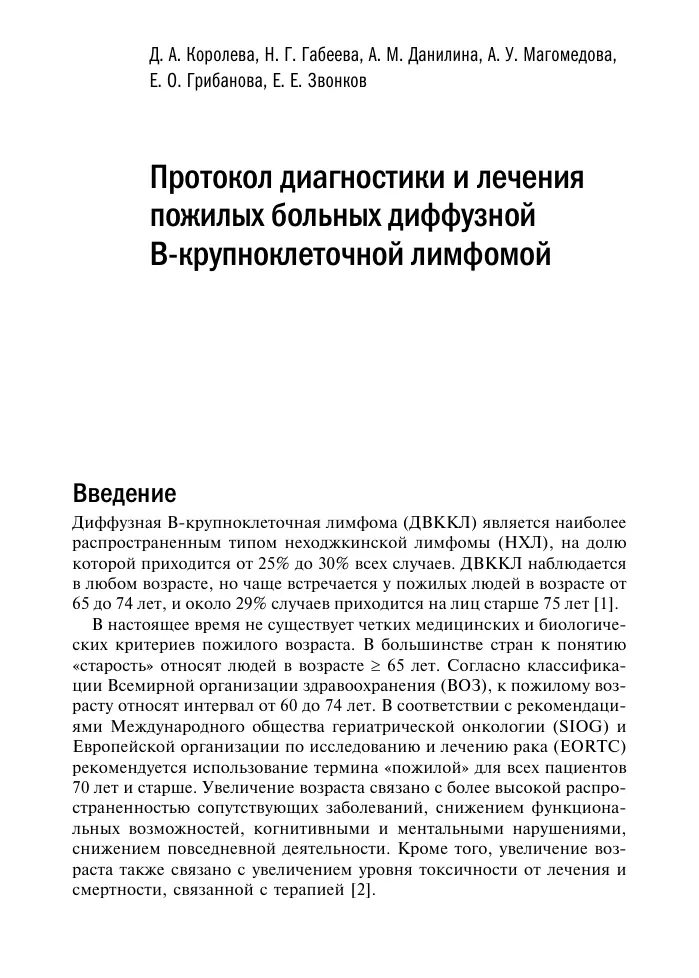 Д. А. Королева, Н. Г. Габеева, А. М. Данилина, А. У. Магомедова,
Е. О. Грибанова, Е. Е. Звонков
Протокол диагностики и лечения
пожилых больных диффузной
В-крупноклеточной лимфомой
Введение
Диффузная В-крупноклеточная лимфома (ДВККЛ) является наиболее
распространенным типом неходжкинской лимфомы (НХЛ), на долю
которой приходится от 25% до 30% всех случаев. ДВККЛ наблюдается
в любом возрасте, но чаще встречается у пожилых людей в возрасте от
65 до 74 лет, и около 29% случаев приходится на лиц старше 75 лет [1].
В настоящее время не существует четких медицинских и биологиче-
ских критериев пожилого возраста. В большинстве стран к понятию
«старость» относят людей в возрасте ≥ 65 лет. Согласно классифика-
ции Всемирной организации здравоохранения (ВОЗ), к пожилому воз-
расту относят интервал от 60 до 74 лет. В соответствии с рекомендаци-
ями Международного общества гериатрической онкологии (SIOG) и
Европейской организации по исследованию и лечению рака (EORTC)
рекомендуется использование термина «пожилой» для всех пациентов
70 лет и старше. Увеличение возраста связано с более высокой распро-
страненностью сопутствующих заболеваний, снижением функциона-
льных возможностей, когнитивными и ментальными нарушениями,
снижением повседневной деятельности. Кроме того, увеличение воз-
раста также связано с увеличением уровня токсичности от лечения и
смертности, связанной с терапией [2].